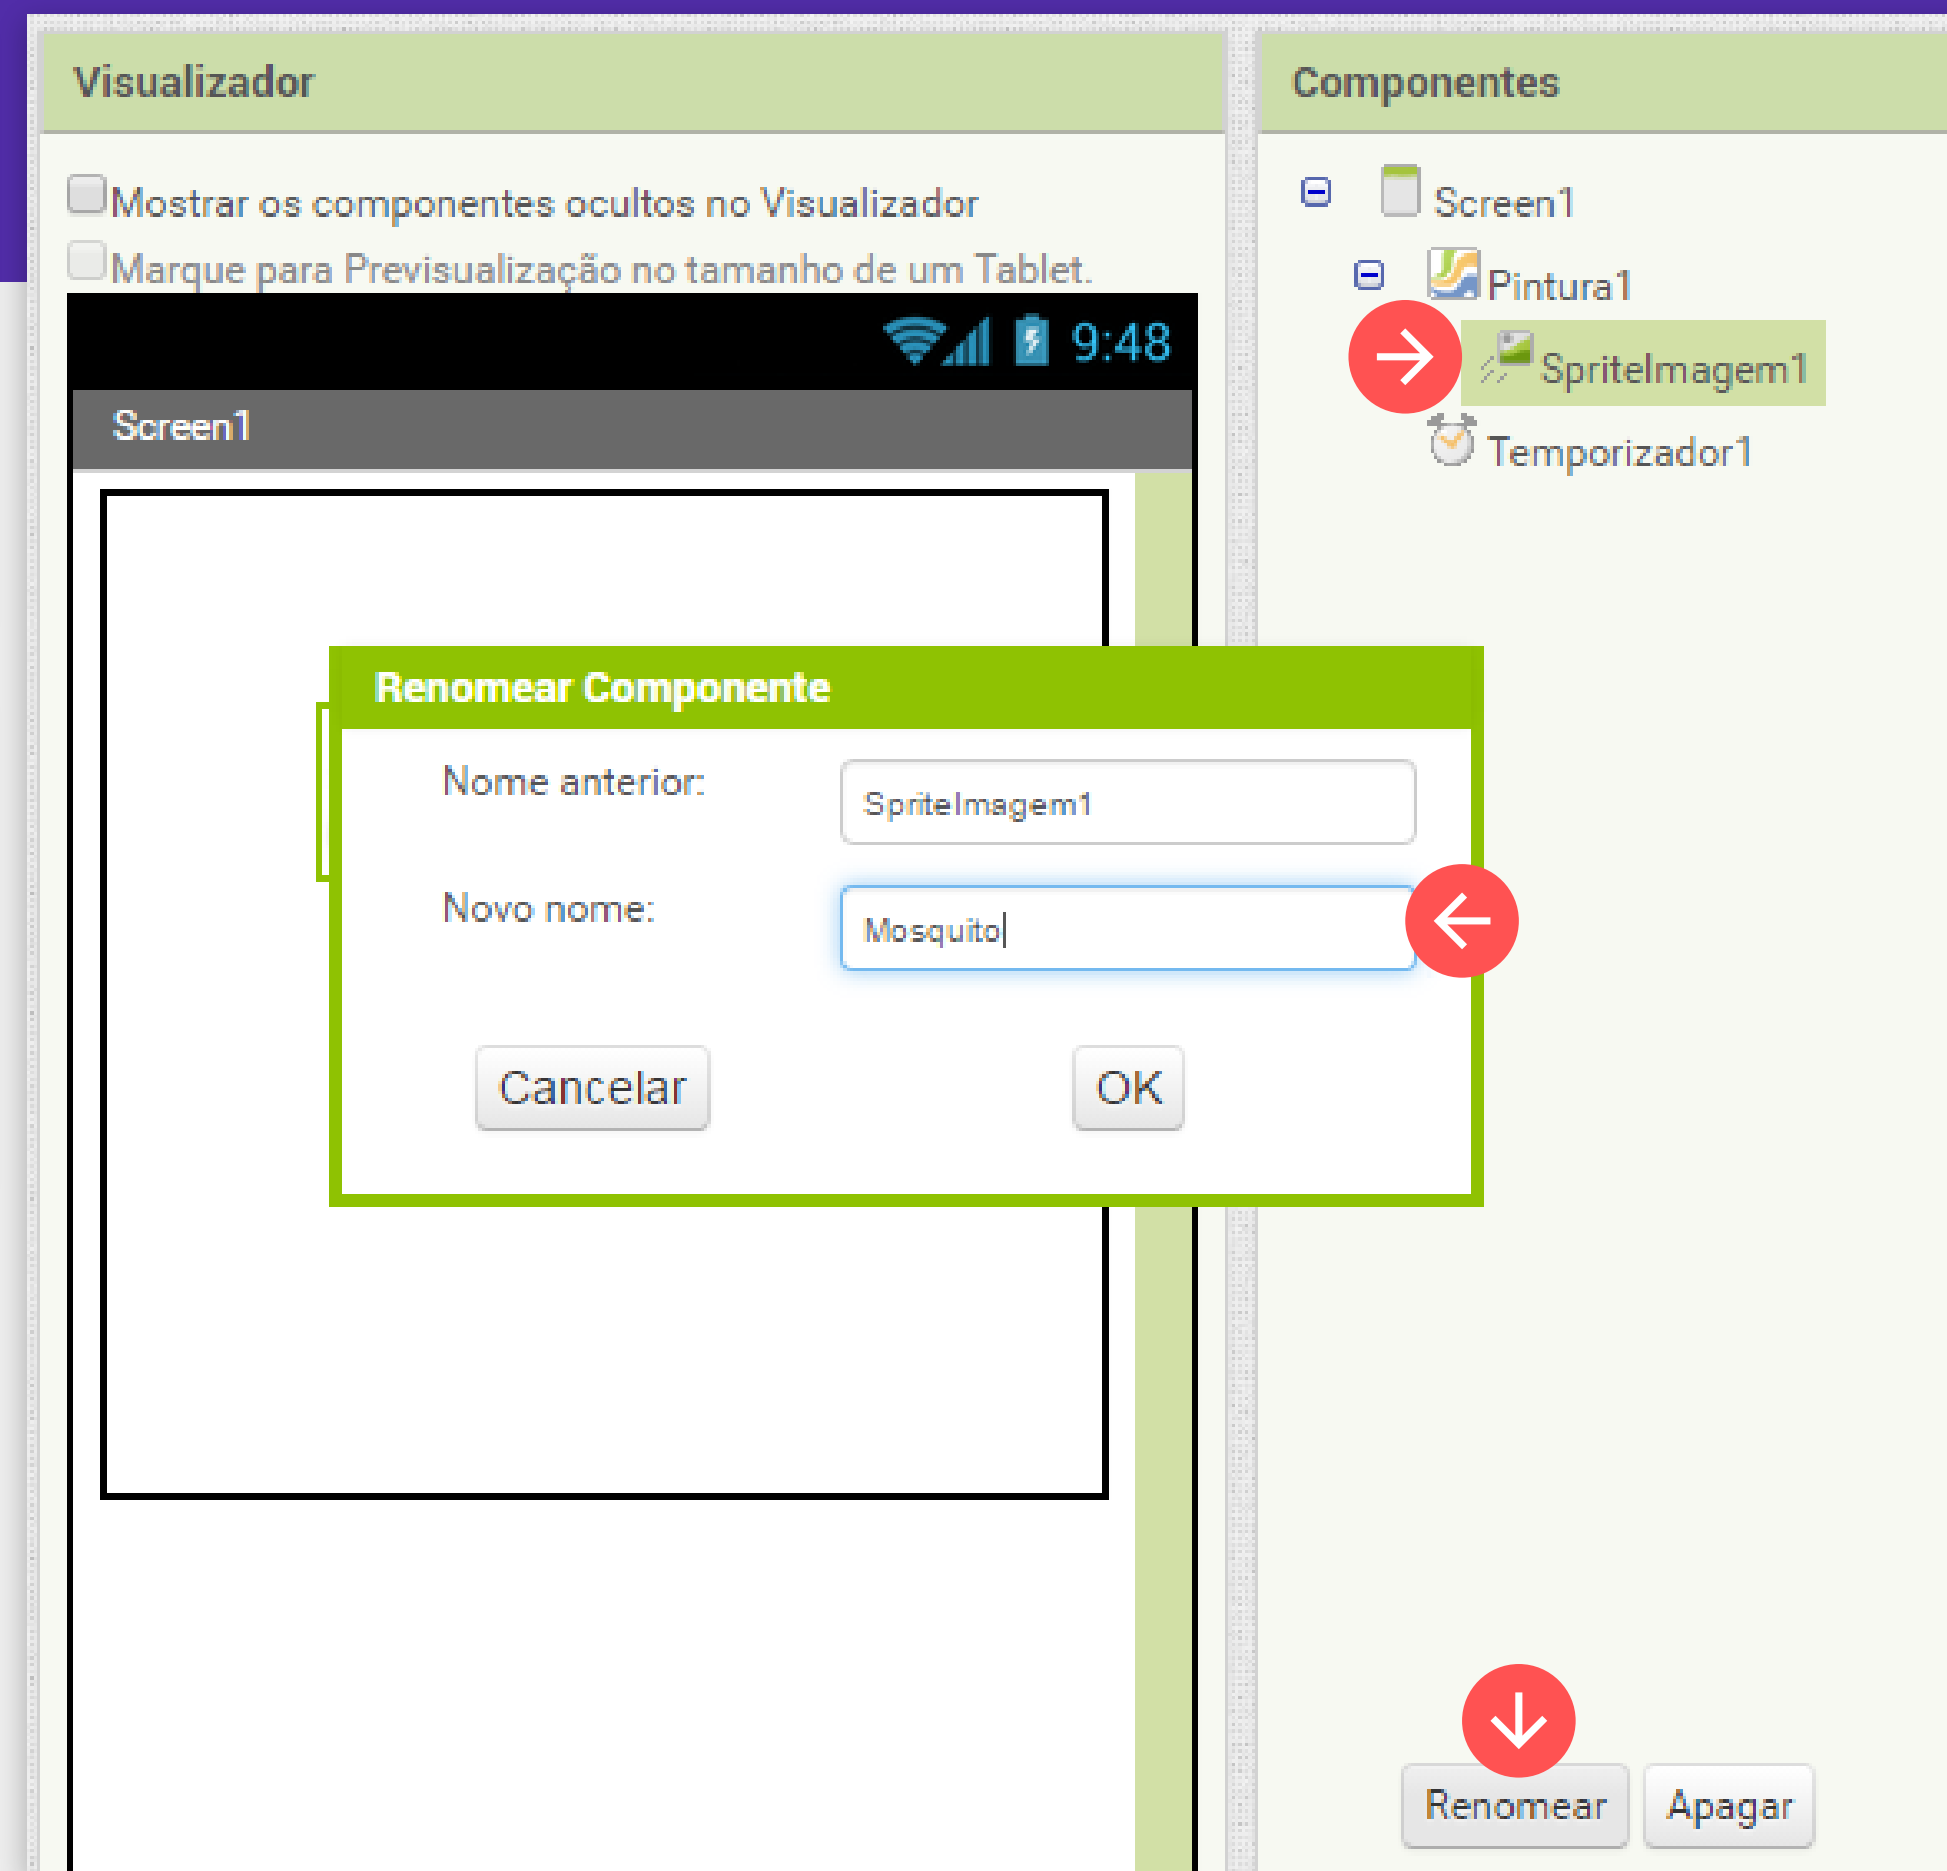 Visualizador
Mostrar os componentes ocultos no Visualizador
Marque para Previsualização no tamanho de um Tablet.
9:48
Screen1
Renomear Componente
Nome anterior:
SpriteImagem1
Novo nome:
Mosquito
Cancelar
OK
Componentes
Screen1
Pintura1
SpriteImagem1
Temporizador1
Renomear
Apagar